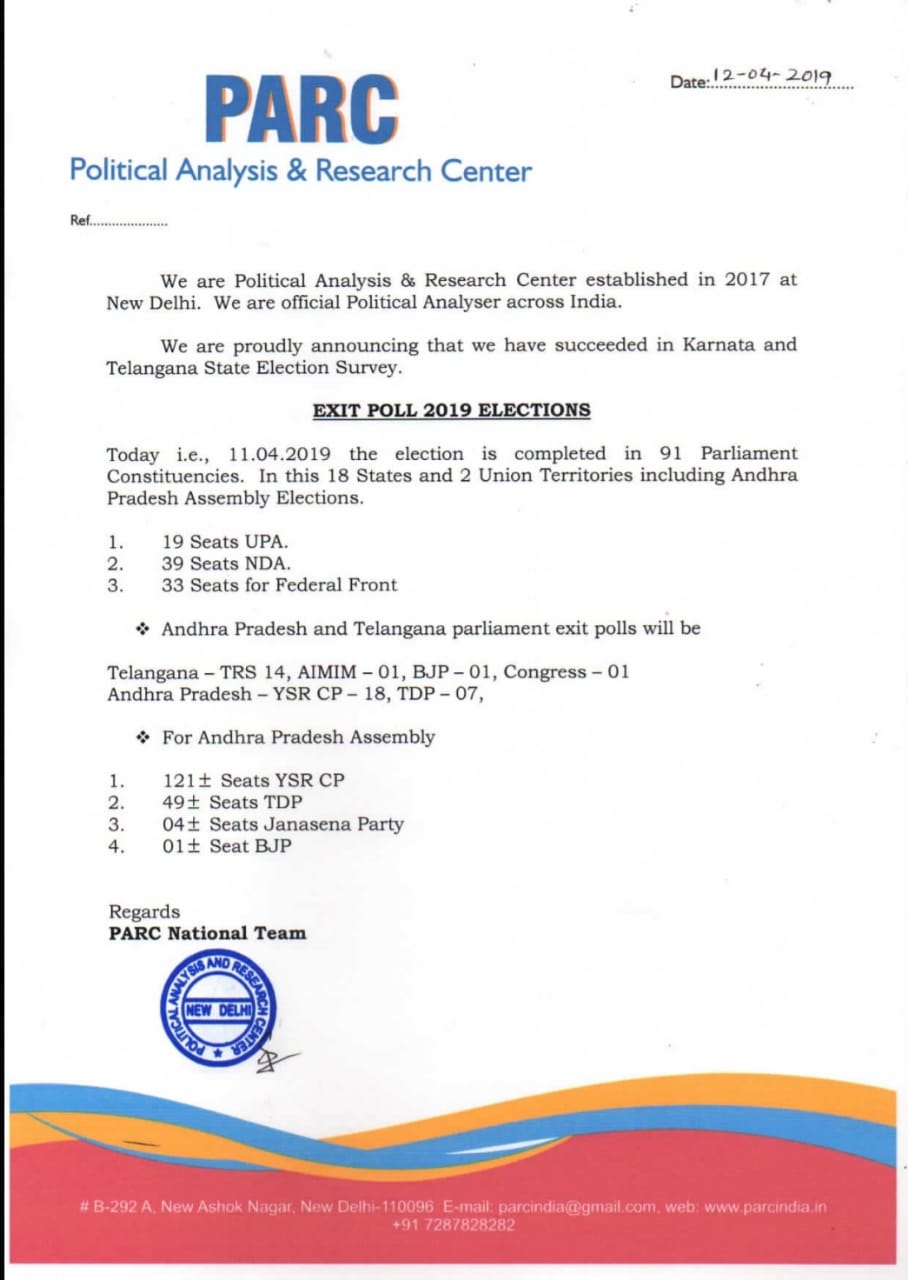 PARC
Date: 12-04-2019
Political Analysis & Research Center
Ref.....................
We are Political Analysis & Research Center established in 2017 at
New Delhi. We are official Political Analyser across India.
We are proudly announcing that we have succeeded in Karnata and
Telangana State Election Survey.
EXIT POLL 2019 ELECTIONS
Today i.e., 11.04.2019 the election is completed in 91 Parliament
Constituencies. In this 18 States and 2 Union Territories including Andhra
Pradesh Assembly Elections.
1. 19 Seats UPA.
2. 39 Seats NDA.
3. 33 Seats for Federal Front
❖ Andhra Pradesh and Telangana parliament exit polls will be
Telangana – TRS 14, AIMIM – 01, BJP – 01, Congress – 01
Andhra Pradesh – YSR CP – 18, TDP – 07,
❖ For Andhra Pradesh Assembly
1. 121± Seats YSR CP
2. 49± Seats TDP
3. 04± Seats Janasena Party
4. 01± Seat BJP
Regards
PARC National Team
POLITICAL ANALYSIS AND RESEARCH CENTER
NEW DELHI
# B-292 A, New Ashok Nagar, New Delhi-110096 E-mail: parcindia@gmail.com, web: www.parcindia.in
+91 7287828282